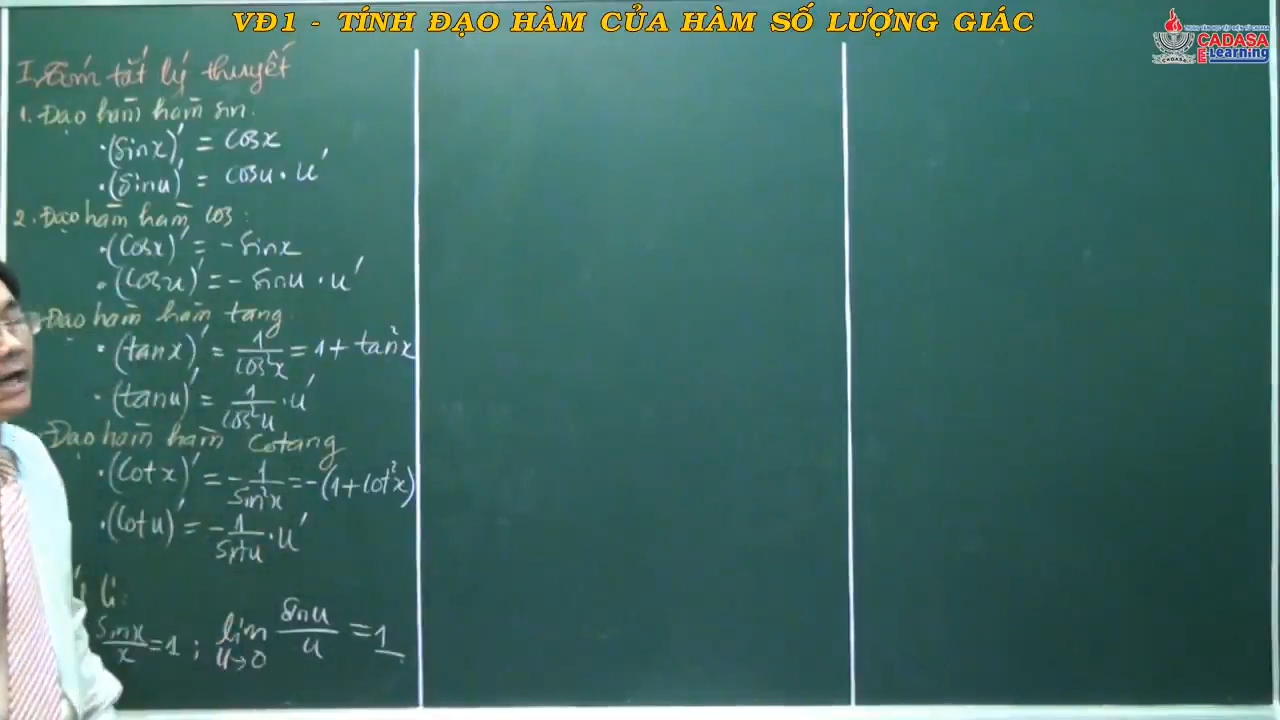 VĐ1 - TÍNH ĐẠO HÀM CỦA HÀM SỐ LƯỢNG GIÁC
CADASA
E-Learning
CADASA
I, Tóm tắt lý thuyết
1. Đạo hàm hàm sin.
• (sinx)' = cosx
• (sinu)' = cosu • u'
2. Đạo hàm hàm cos:
• (cosx)' = - sinx
• (cosu)' = - sinu • u'
Đạo hàm hàm tang
• (tanx)' = 1/cos²x = 1 + tan²x
• (tanu)' = 1/cos²u • u'
Đạo hàm hàm cotang
• (cotx)' = - 1/sin²x = - (1 + cot²x)
• (cotu)' = - 1/sin²u • u'
sinx/x = 1 ; lim u→0 sinu/u = 1